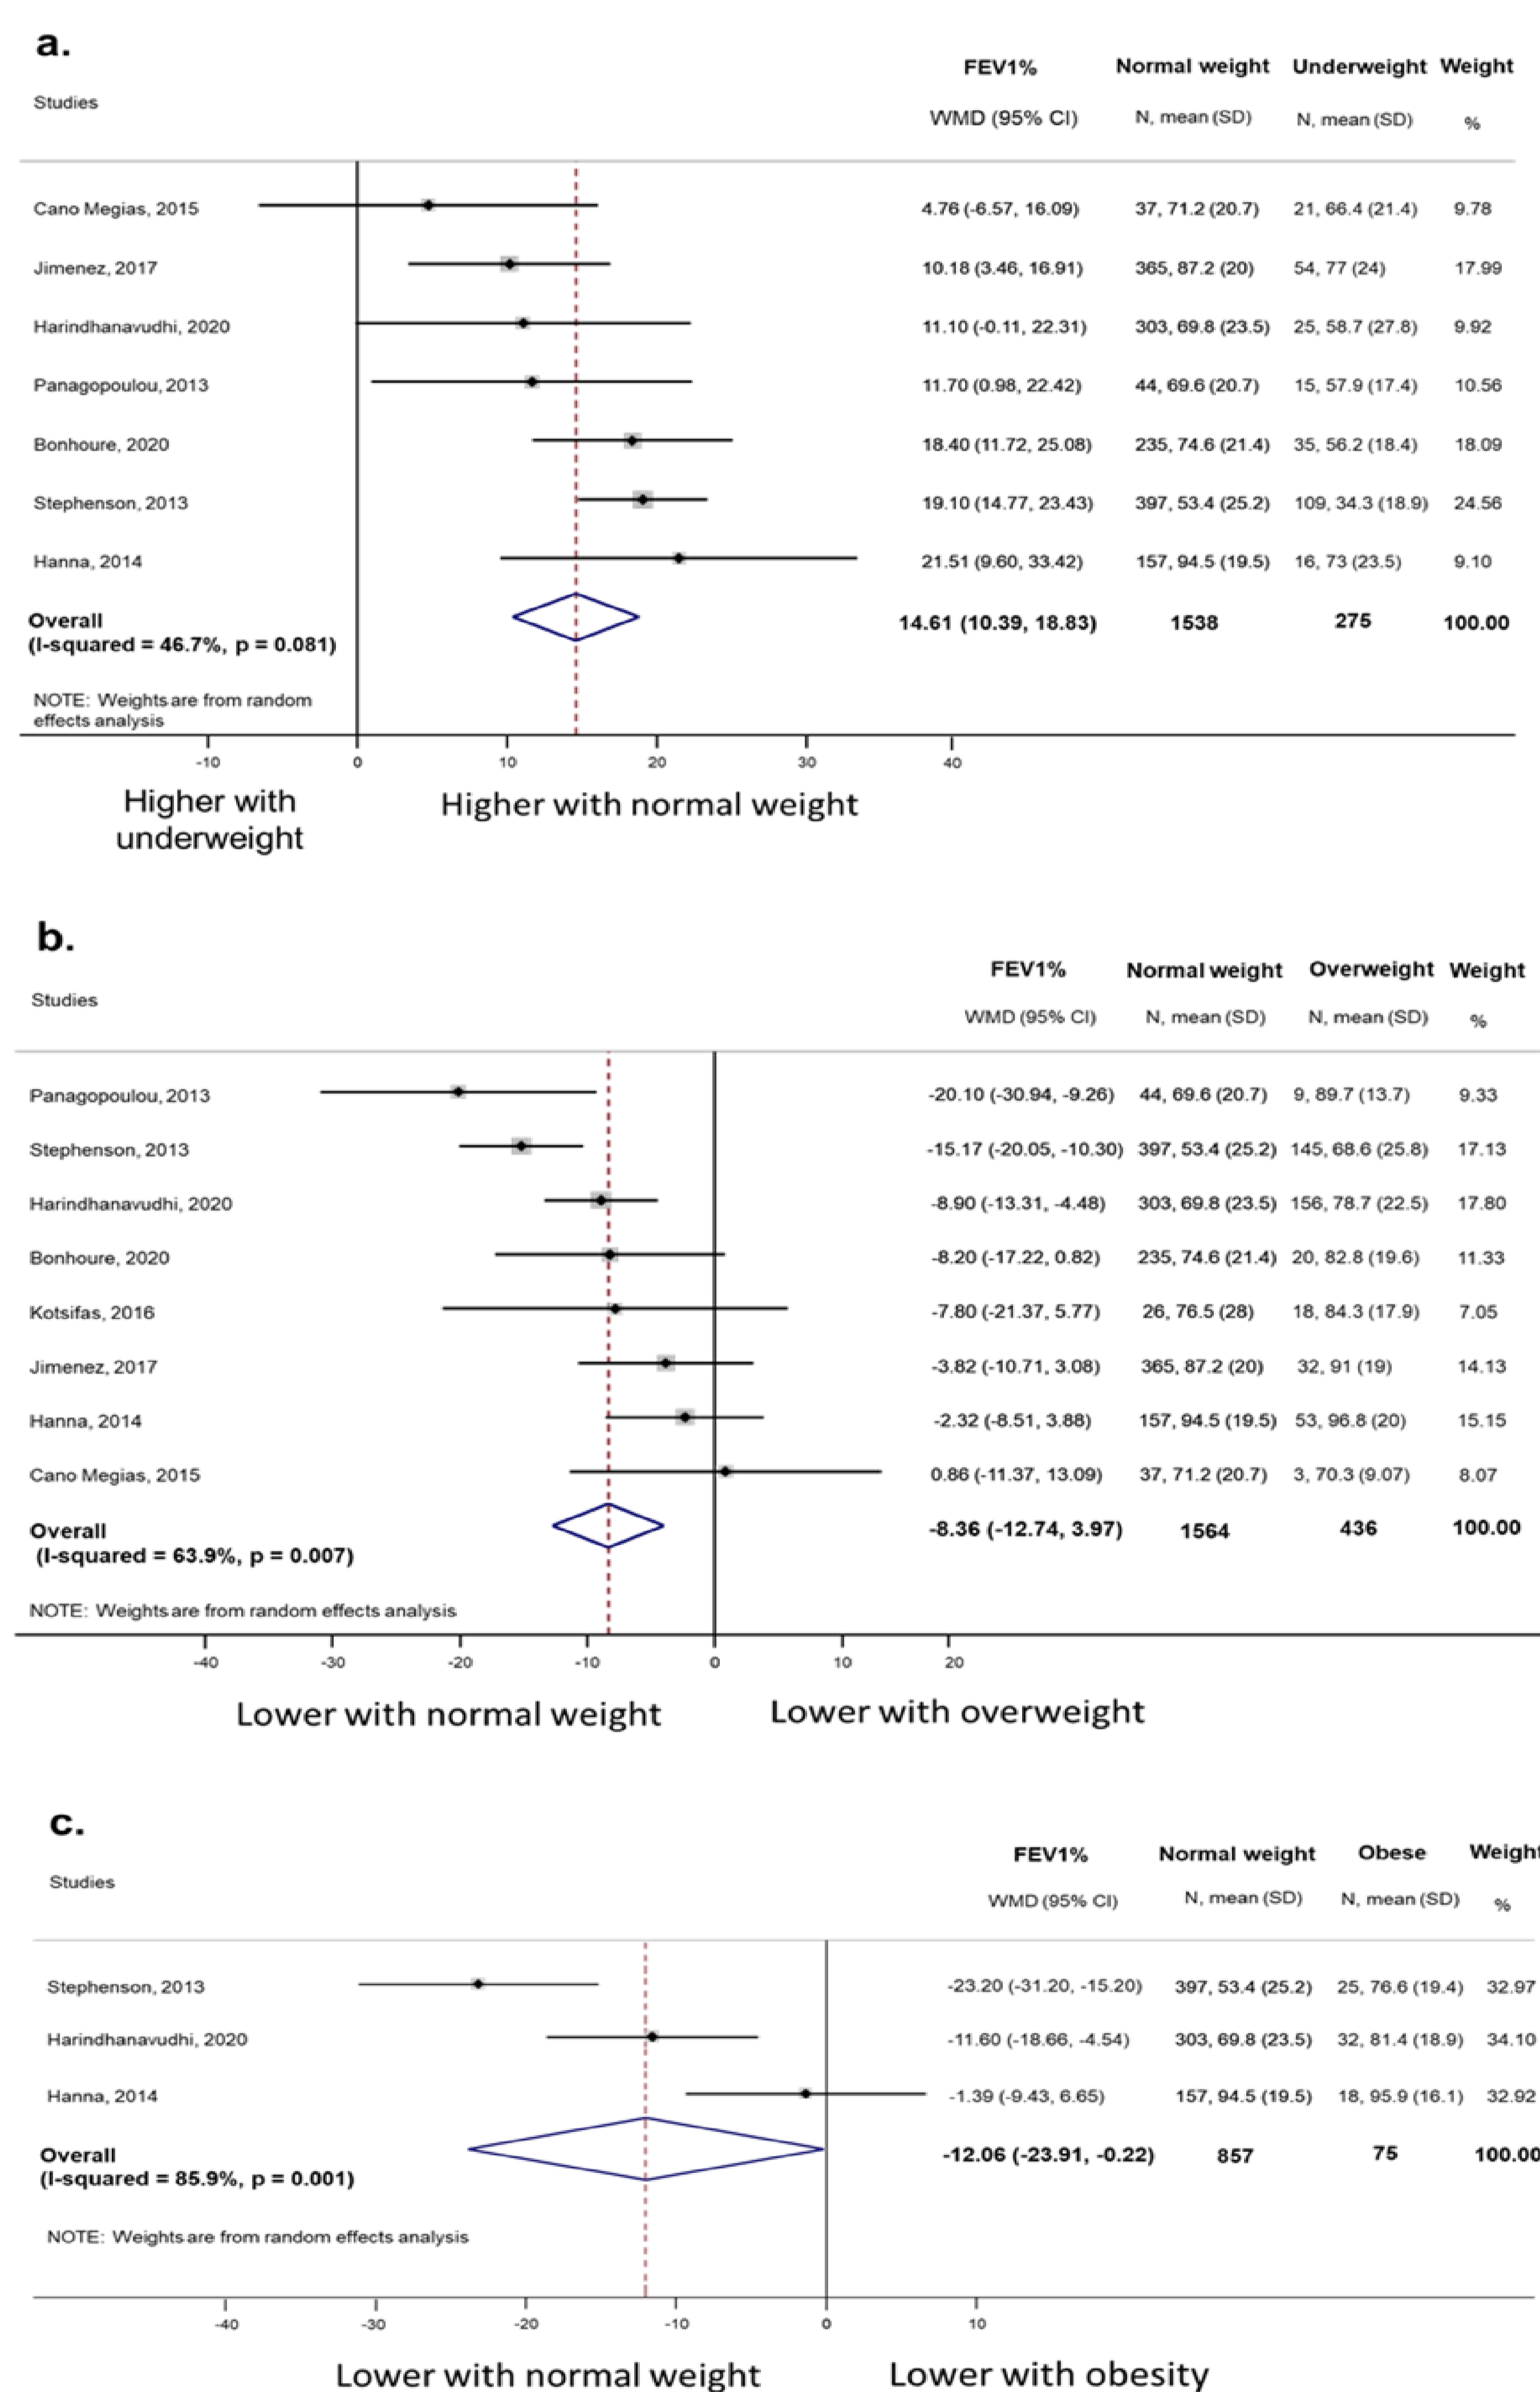 a.
FEV1% Normal weight Underweight Weight
Studies WMD (95% CI) N, mean (SD) N, mean (SD) %
Cano Megias, 2015 4.76 (-6.57, 16.09) 37, 71.2 (20.7) 21, 66.4 (21.4) 9.78
Jimenez, 2017 10.18 (3.46, 16.91) 365, 87.2 (20) 54, 77 (24) 17.99
Harindhanavudhi, 2020 11.10 (-0.11, 22.31) 303, 69.8 (23.5) 25, 58.7 (27.8) 9.92
Panagopoulou, 2013 11.70 (0.98, 22.42) 44, 69.6 (20.7) 15, 57.9 (17.4) 10.56
Bonhoure, 2020 18.40 (11.72, 25.08) 235, 74.6 (21.4) 35, 56.2 (18.4) 18.09
Stephenson, 2013 19.10 (14.77, 23.43) 397, 53.4 (25.2) 109, 34.3 (18.9) 24.56
Hanna, 2014 21.51 (9.60, 33.42) 157, 94.5 (19.5) 16, 73 (23.5) 9.10
Overall 14.61 (10.39, 18.83) 1538 275 100.00
(I-squared = 46.7%, p = 0.081)
NOTE: Weights are from random
effects analysis
-10 0 10 20 30 40
Higher with Higher with normal weight
underweight
b.
FEV1% Normal weight Overweight Weight
Studies WMD (95% CI) N, mean (SD) N, mean (SD) %
Panagopoulou, 2013 -20.10 (-30.94, -9.26) 44, 69.6 (20.7) 9, 89.7 (13.7) 9.33
Stephenson, 2013 -15.17 (-20.05, -10.30) 397, 53.4 (25.2) 145, 68.6 (25.8) 17.13
Harindhanavudhi, 2020 -8.90 (-13.31, -4.48) 303, 69.8 (23.5) 156, 78.7 (22.5) 17.80
Bonhoure, 2020 -8.20 (-17.22, 0.82) 235, 74.6 (21.4) 20, 82.8 (19.6) 11.33
Kotsifas, 2016 -7.80 (-21.37, 5.77) 26, 76.5 (28) 18, 84.3 (17.9) 7.05
Jimenez, 2017 -3.82 (-10.71, 3.08) 365, 87.2 (20) 32, 91 (19) 14.13
Hanna, 2014 -2.32 (-8.51, 3.88) 157, 94.5 (19.5) 53, 96.8 (20) 15.15
Cano Megias, 2015 0.86 (-11.37, 13.09) 37, 71.2 (20.7) 3, 70.3 (9.07) 8.07
Overall -8.36 (-12.74, 3.97) 1564 436 100.00
(I-squared = 63.9%, p = 0.007)
NOTE: Weights are from random effects analysis
-40 -30 -20 -10 0 10 20
Lower with normal weight Lower with overweight
c.
FEV1% Normal weight Obese Weight
Studies WMD (95% CI) N, mean (SD) N, mean (SD) %
Stephenson, 2013 -23.20 (-31.20, -15.20) 397, 53.4 (25.2) 25, 76.6 (19.4) 32.97
Harindhanavudhi, 2020 -11.60 (-18.66, -4.54) 303, 69.8 (23.5) 32, 81.4 (18.9) 34.10
Hanna, 2014 -1.39 (-9.43, 6.65) 157, 94.5 (19.5) 18, 95.9 (16.1) 32.92
Overall -12.06 (-23.91, -0.22) 857 75 100.00
(I-squared = 85.9%, p = 0.001)
NOTE: Weights are from random effects analysis
-40 -30 -20 -10 0 10
Lower with normal weight Lower with obesity